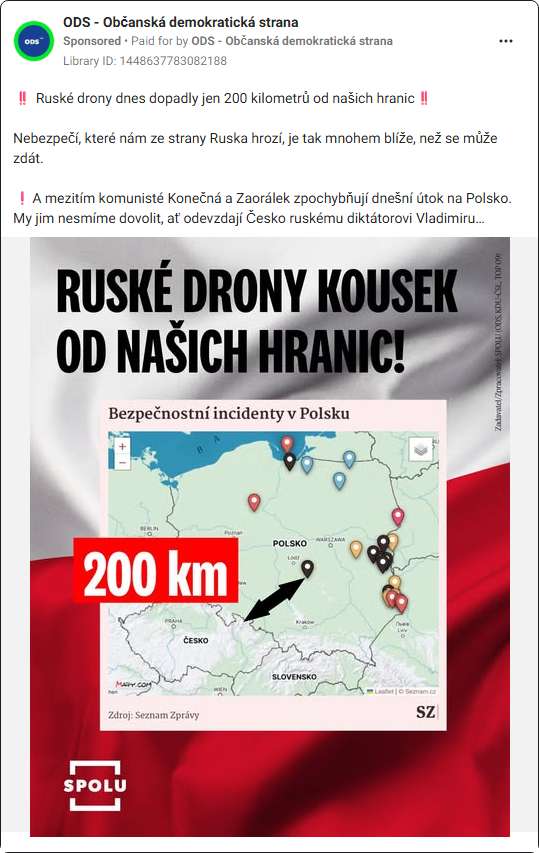 ODS - Občanská demokratická strana
Sponsored • Paid for by ODS - Občanská demokratická strana
Library ID: 1448637783082188
ODS
‼️ Ruské drony dnes dopadly jen 200 kilometrů od našich hranic ‼️
Nebezpečí, které nám ze strany Ruska hrozí, je tak mnohem blíže, než se může
zdát.
❗ A mezitím komunisté Konečná a Zaorálek zpochybňují dnešní útok na Polsko.
My jim nesmíme dovolit, ať odevzdají Česko ruskému diktátorovi Vladimiru…
RUSKÉ DRONY KOUSEK
OD NAŠICH HRANIC!
Zadavatel/Zpracovatel: SPOLU (ODS, KDU-ČSL, TOP 09)
Bezpečnostní incidenty v Polsku
+
−
B A
BERLIN
Poznań
POLSKO
WARSZAWA
Łódź
200 km
PRAHA
ČESKO
Kraków
Львів
Lviv
SLOVENSKO
WIEN
MAPY.COM
Leaflet | © Seznam.cz
Zdroj: Seznam Zprávy
SZ
SPOLU